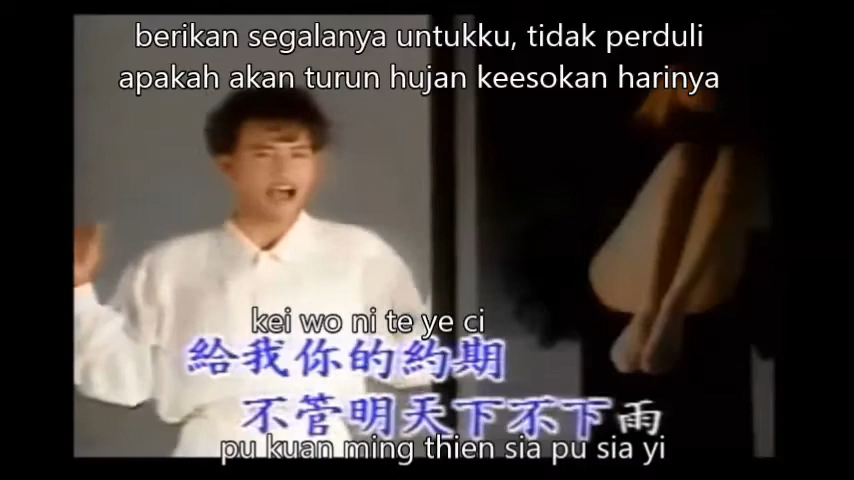 berikan segalanya untukku, tidak perduli
apakah akan turun hujan keesokan harinya
kei wo ni te ye ci
給我你的約期
不管明天下不下雨
pu kuan ming thien sia pu sia yi